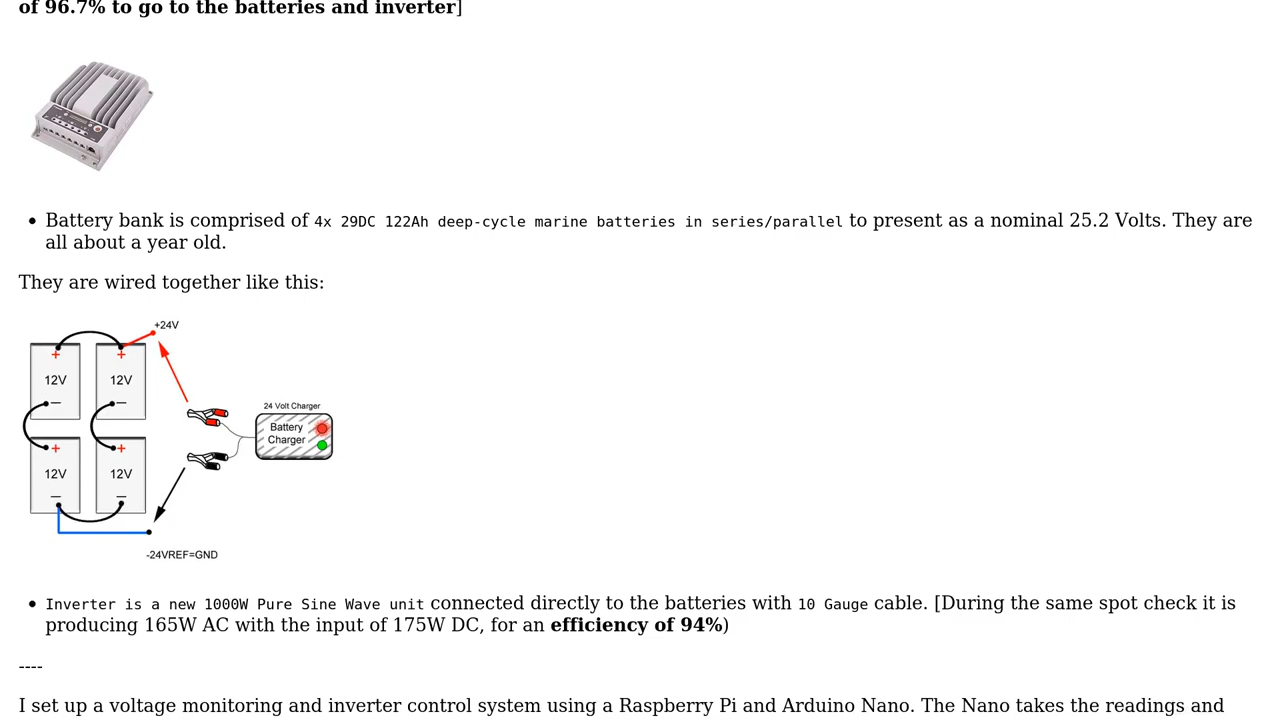 of 96.7% to go to the batteries and inverter]
Battery bank is comprised of 4x 29DC 122Ah deep-cycle marine batteries in series/parallel to present as a nominal 25.2 Volts. They are
all about a year old.
They are wired together like this:
+24V
+ +
12V 12V
24 Volt Charger
Battery
Charger
+ +
12V 12V
-24VREF=GND
Inverter is a new 1000W Pure Sine Wave unit connected directly to the batteries with 10 Gauge cable. [During the same spot check it is
producing 165W AC with the input of 175W DC, for an efficiency of 94%)
----
I set up a voltage monitoring and inverter control system using a Raspberry Pi and Arduino Nano. The Nano takes the readings and